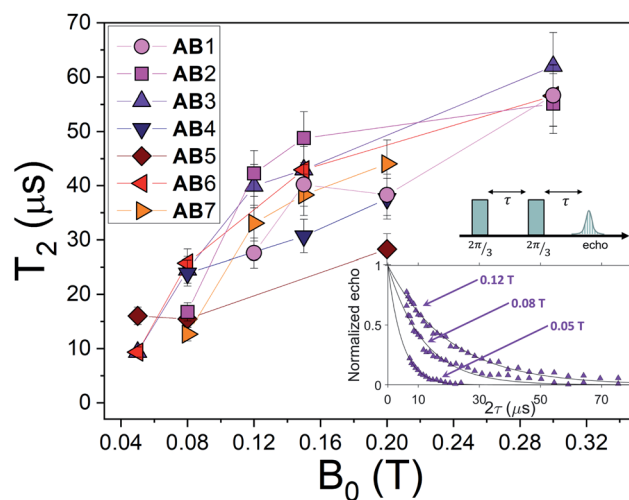 70
60
50
40
30
20
10
0
T2 (μs)
AB1
AB2
AB3
AB4
AB5
AB6
AB7
τ
τ
2π/3
2π/3
echo
1
0.5
0
Normalized echo
0.12 T
0.08 T
0.05 T
0
10
30
50
70
2τ (μs)
0.04
0.08
0.12
0.16
0.20
0.24
0.28
0.32
B0 (T)